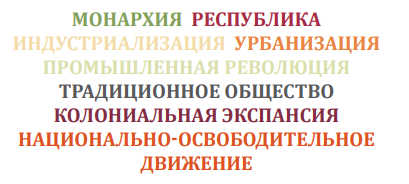 МОНАРХИЯ РЕСПУБЛИКА
ИНДУСТРИАЛИЗАЦИЯ УРБАНИЗАЦИЯ
ПРОМЫШЛЕННАЯ РЕВОЛЮЦИЯ
ТРАДИЦИОННОЕ ОБЩЕСТВО
КОЛОНИАЛЬНАЯ ЭКСПАНСИЯ
НАЦИОНАЛЬНО-ОСВОБОДИТЕЛЬНОЕ
ДВИЖЕНИЕ